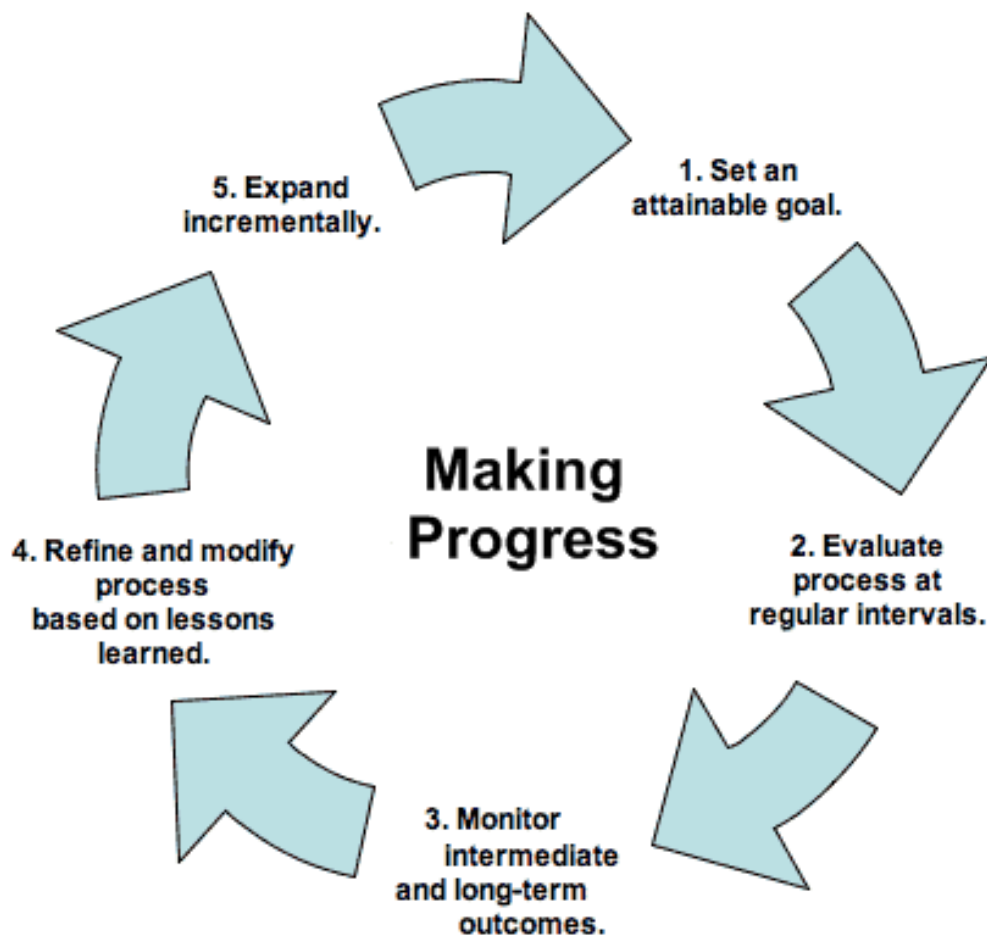 Making
Progress
1. Set an
attainable goal.
2. Evaluate
process at
regular intervals.
3. Monitor
intermediate
and long-term
outcomes.
4. Refine and modify
process
based on lessons
learned.
5. Expand
incrementally.